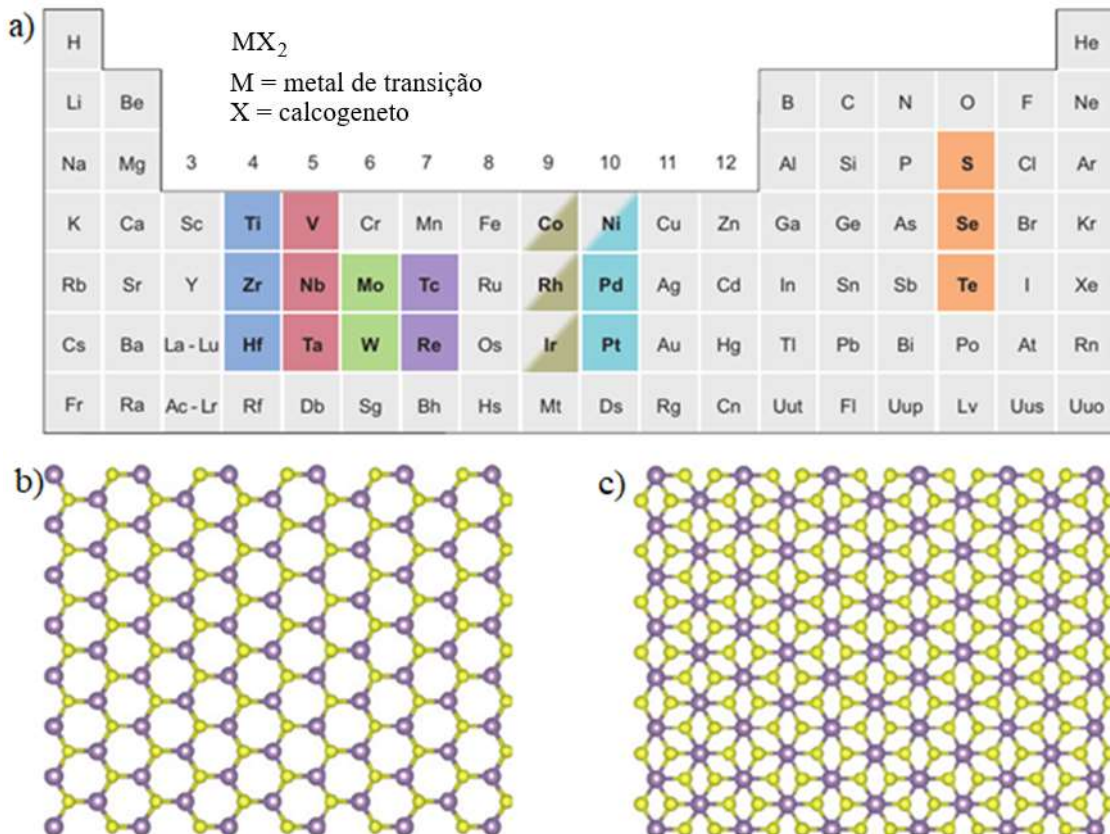 a)
MX₂
M = metal de transição
X = calcogeneto
H He
Li Be B C N O F Ne
Na Mg 3 4 5 6 7 8 9 10 11 12 Al Si P S Cl Ar
K Ca Sc Ti V Cr Mn Fe Co Ni Cu Zn Ga Ge As Se Br Kr
Rb Sr Y Zr Nb Mo Tc Ru Rh Pd Ag Cd In Sn Sb Te I Xe
Cs Ba La - Lu Hf Ta W Re Os Ir Pt Au Hg Tl Pb Bi Po At Rn
Fr Ra Ac - Lr Rf Db Sg Bh Hs Mt Ds Rg Cn Uut Fl Uup Lv Uus Uuo
b) c)